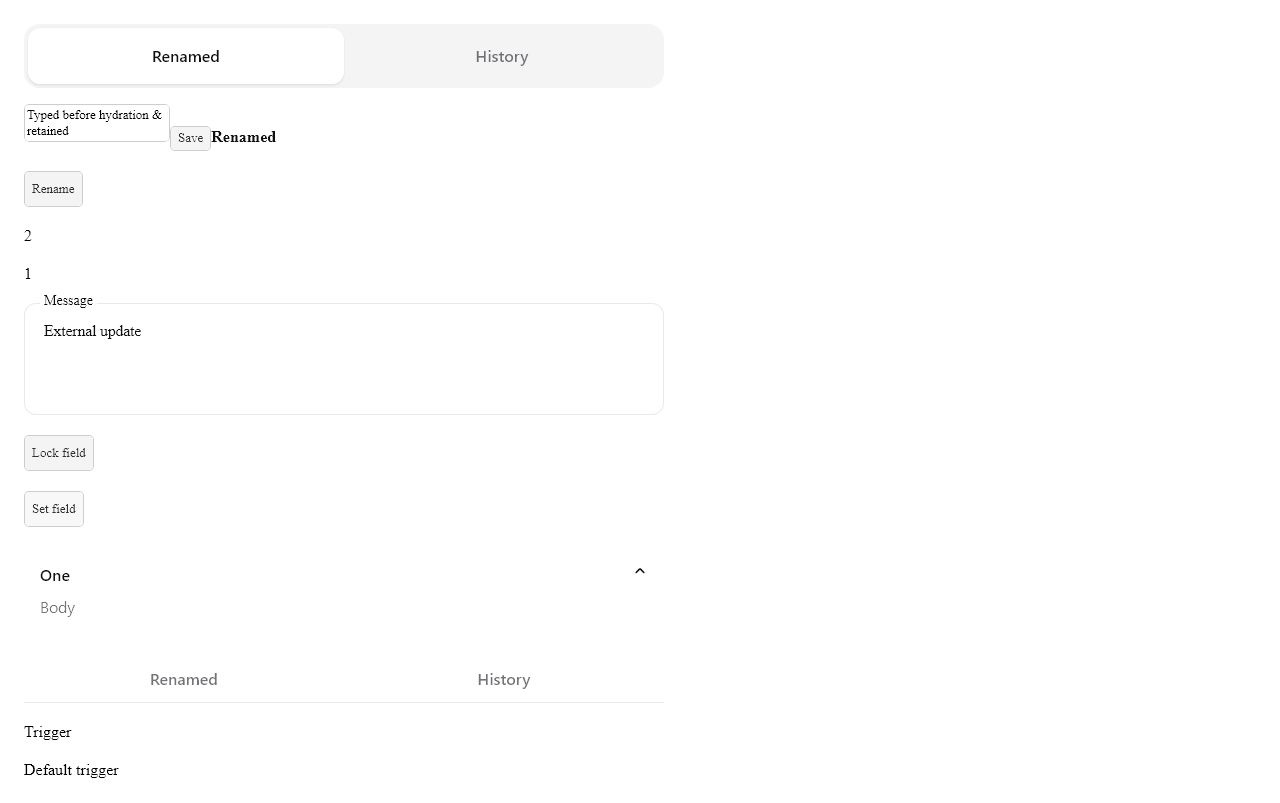 Renamed
History
Typed before hydration &
retained
Save
Renamed
Rename
2
1
Message
External update
Lock field
Set field
One
Body
Renamed
History
Trigger
Default trigger